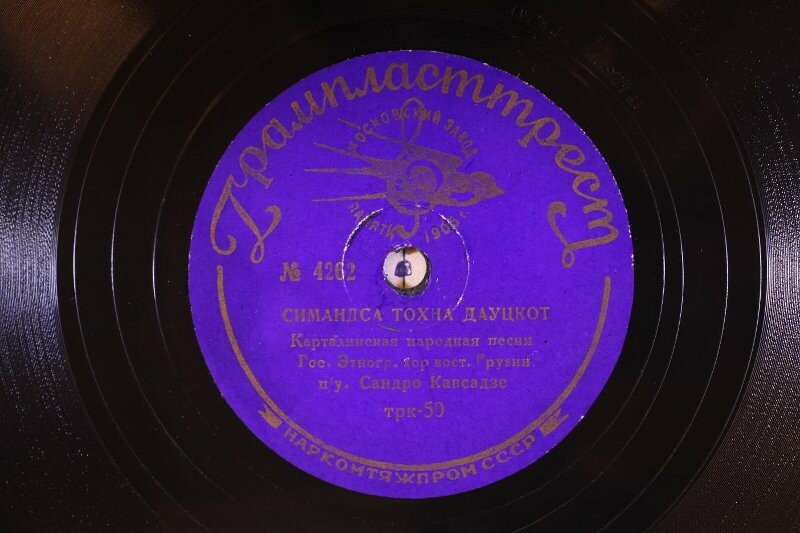 Грампласттрест
МОСКОВСКИЙ ЗАВОД
ПАМЯТИ 1905 г.
№ 4262
СИМАНДСА ТОХНА ДАУЦКОТ
Карталинская народная песня
Гос. Этногр. хор вост. Грузии
п/у. Сандро Кавсадзе
трк-50
НАРКОМТЯЖПРОМ СССР